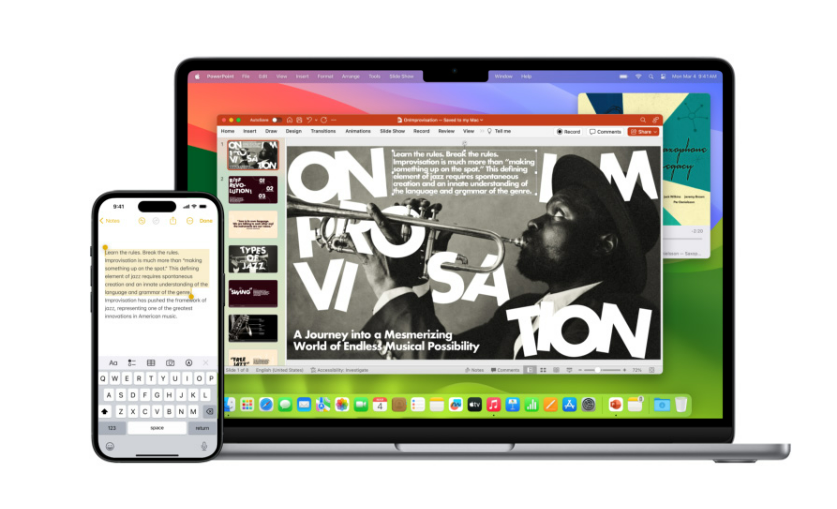 PowerPoint File Edit View Insert Format Arrange Tools Slide Show Window Help
Mon Mar 4 9:41 AM
AutoSave
OnImprovisation — Saved to my Mac
Home Insert Draw Design Transitions Animations Slide Show Record Review View Tell me
Record Comments Share
1
2
TYPES OF JAZZ
"SWING"
"FREE JAZZ"
ON IM
PRO
VI SA
TION
Learn the rules. Break the rules.
Improvisation is much more than "making
something up on the spot." This defining
element of jazz requires spontaneous
creation and an innate understanding of
the language and grammar of the genre.
A Journey into a Mesmerizing
World of Endless Musical Possibility
Slide 1 of 8 English (United States) Accessibility: Investigate
Notes Comments
72%
4
tv
9:41
Notes
Done
Learn the rules. Break the rules.
Improvisation is much more than "making
something up on the spot." This defining
element of jazz requires spontaneous
creation and an innate understanding of the
language and grammar of the genre.
Improvisation has pushed the framework of
jazz, representing one of the greatest
innovations in American music.
Aa
Q W E R T Y U I O P
A S D F G H J K L
Z X C V B N M
123 space return